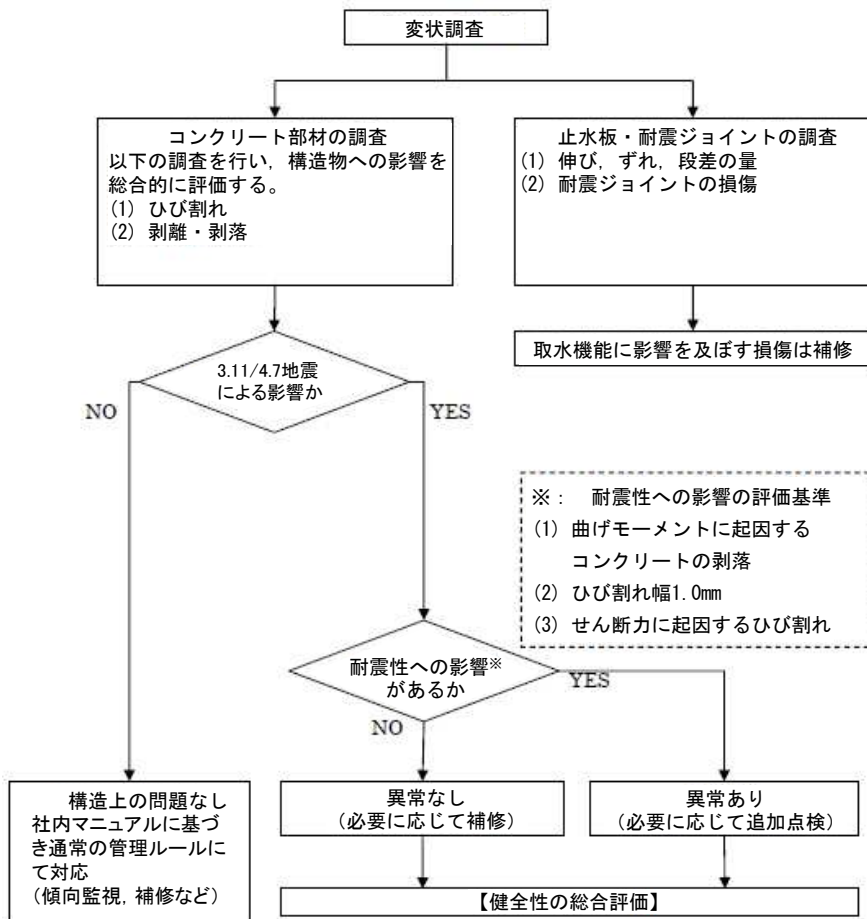 変状調査
コンクリート部材の調査
以下の調査を行い，構造物への影響を
総合的に評価する。
(1) ひび割れ
(2) 剥離・剥落
止水板・耐震ジョイントの調査
(1) 伸び，ずれ，段差の量
(2) 耐震ジョイントの損傷
取水機能に影響を及ぼす損傷は補修
3.11/4.7地震
による影響か
NO
YES
※： 耐震性への影響の評価基準
(1) 曲げモーメントに起因する
コンクリートの剥落
(2) ひび割れ幅1.0mm
(3) せん断力に起因するひび割れ
耐震性への影響※
があるか
YES
NO
構造上の問題なし
社内マニュアルに基づ
き通常の管理ルールに
て対応
(傾向監視，補修など)
異常なし
(必要に応じて補修)
異常あり
(必要に応じて追加点検)
【健全性の総合評価】